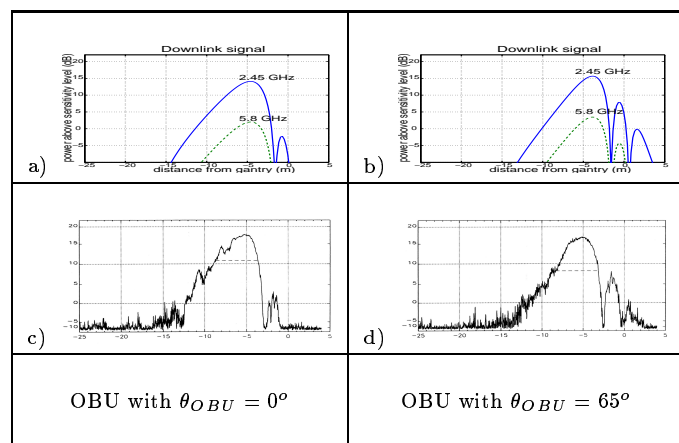 Downlink signal
power above sensitivity level (dB)
20
15
10
5
0
−5
−10
−25 −20 −15 −10 −5 0 5
distance from gantry (m)
2.45 GHz
5.8 GHz
a)
Downlink signal
power above sensitivity level (dB)
20
15
10
5
0
−5
−10
−25 −20 −15 −10 −5 0 5
distance from gantry (m)
2.45 GHz
5.8 GHz
b)
20
15
10
0
−5
−10
−25 −20 −15 −10 −5 0 5
c)
20
15
10
0
−5
−10
−25 −20 −15 −10 −5 0 5
d)
OBU with θ_OBU = 0°
OBU with θ_OBU = 65°